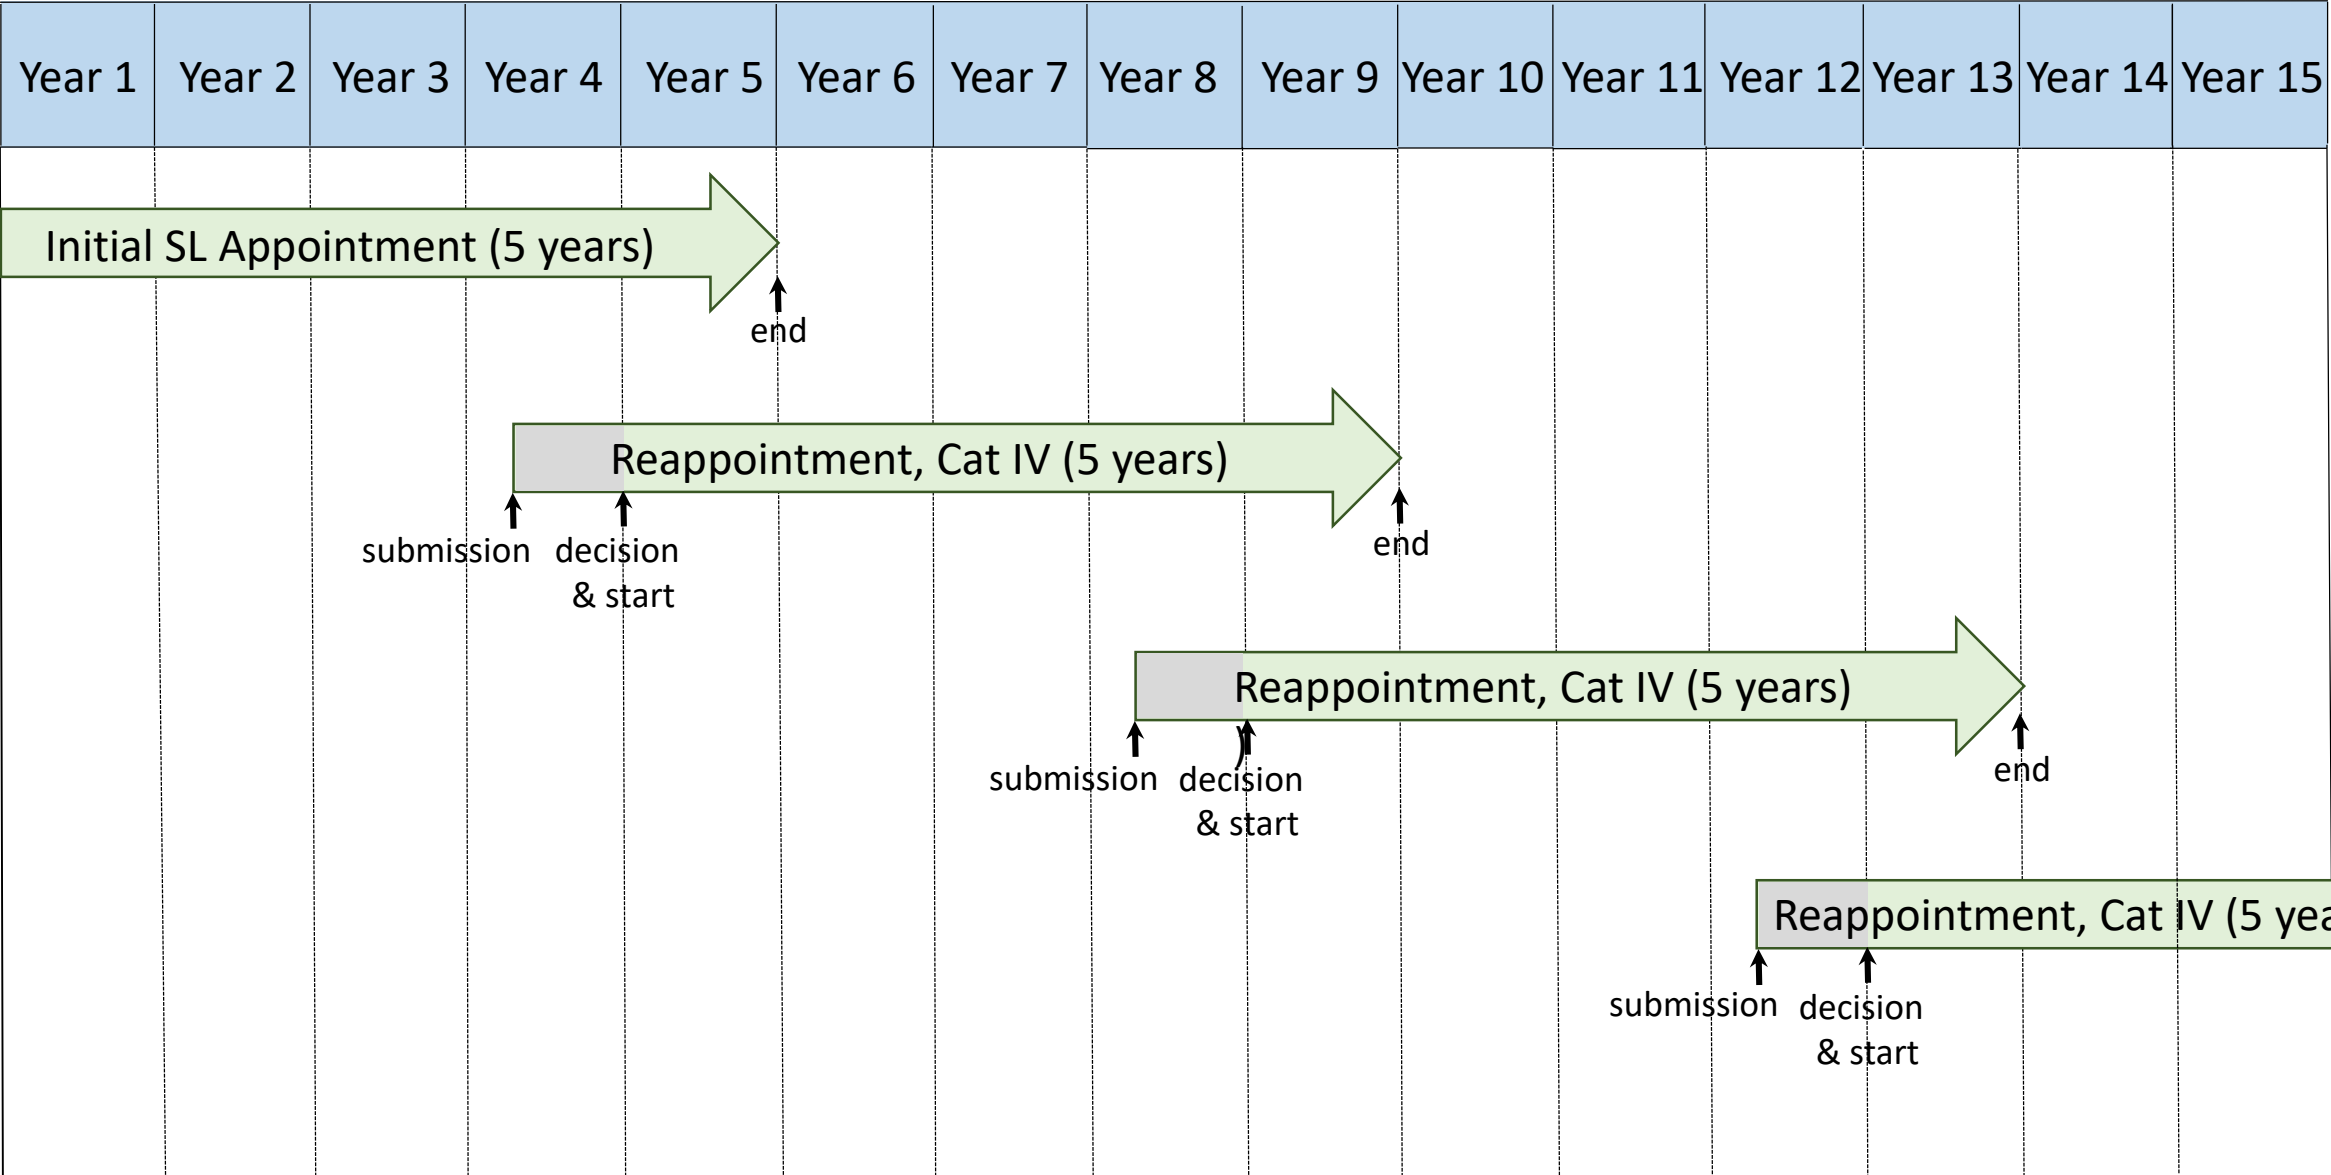 Year 1 Year 2 Year 3 Year 4 Year 5 Year 6 Year 7 Year 8 Year 9 Year 10 Year 11 Year 12 Year 13 Year 14 Year 15
Initial SL Appointment (5 years)
end
Reappointment, Cat IV (5 years)
submission
decision
& start
end
Reappointment, Cat IV (5 years)
)
submission
decision
& start
end
Reappointment, Cat IV (5 yea
submission
decision
& start